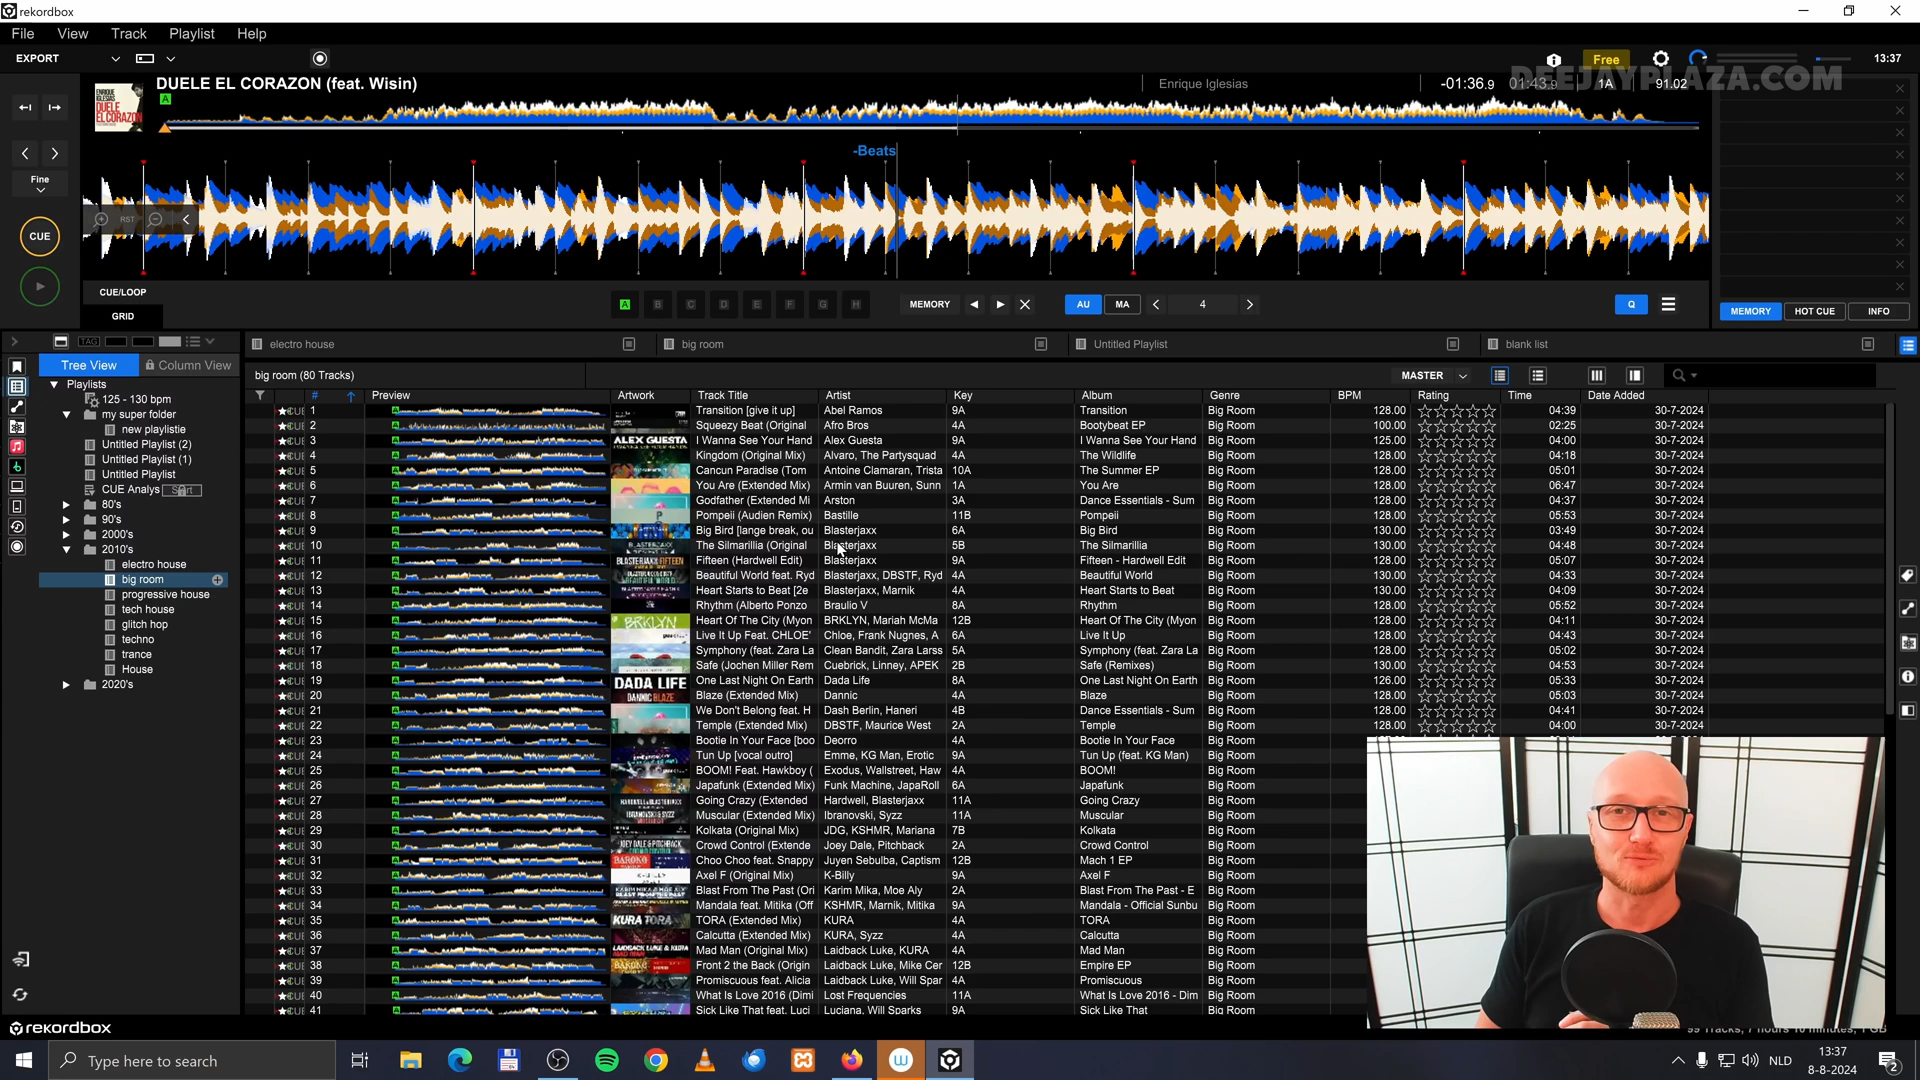 rekordbox
File View Track Playlist Help
EXPORT Free 13:37
DEEJAYPLAZA.COM
DUELE EL CORAZON (feat. Wisin) Enrique Iglesias -01:36.9 01:43.9 1A 91.02
A
-Beats
Fine
RST
CUE
CUE/LOOP
GRID
A B C D E F G H MEMORY AU MA 4 Q
MEMORY HOT CUE INFO
TAG electro house big room Untitled Playlist blank list
Tree View Column View
big room (80 Tracks) MASTER
Playlists
125 - 130 bpm
my super folder
new playlistie
Untitled Playlist (2)
Untitled Playlist (1)
Untitled Playlist
CUE Analys Start
80's
90's
2000's
2010's
electro house
big room
progressive house
tech house
glitch hop
techno
trance
House
2020's
# Preview Artwork Track Title Artist Key Album Genre BPM Rating Time Date Added
1 Transition [give it up] Abel Ramos 9A Transition Big Room 128.00 04:39 30-7-2024
2 Squeezy Beat (Original Afro Bros 4A Bootybeat EP Big Room 100.00 02:25 30-7-2024
3 I Wanna See Your Hand Alex Guesta 9A I Wanna See Your Hand Big Room 125.00 04:00 30-7-2024
4 Kingdom (Original Mix) Alvaro, The Partysquad 4A The Wildlife Big Room 128.00 04:18 30-7-2024
5 Cancun Paradise (Tom Antoine Clamaran, Trista 10A The Summer EP Big Room 128.00 05:01 30-7-2024
6 You Are (Extended Mix) Armin van Buuren, Sunn 1A You Are Big Room 128.00 06:47 30-7-2024
7 Godfather (Extended Mi Arston 3A Dance Essentials - Sum Big Room 128.00 04:37 30-7-2024
8 Pompeii (Audien Remix) Bastille 11B Pompeii Big Room 128.00 05:53 30-7-2024
9 Big Bird [lange break, ou Blasterjaxx 6A Big Bird Big Room 130.00 03:49 30-7-2024
10 The Silmarillia (Original Blasterjaxx 5B The Silmarillia Big Room 130.00 04:48 30-7-2024
11 Fifteen (Hardwell Edit) Blasterjaxx 9A Fifteen - Hardwell Edit Big Room 128.00 05:07 30-7-2024
12 Beautiful World feat. Ryd Blasterjaxx, DBSTF, Ryd 4A Beautiful World Big Room 130.00 04:33 30-7-2024
13 Heart Starts to Beat [2e Blasterjaxx, Marnik 4A Heart Starts to Beat Big Room 130.00 04:09 30-7-2024
14 Rhythm (Alberto Ponzo Braulio V 8A Rhythm Big Room 128.00 05:52 30-7-2024
15 Heart Of The City (Myon BRKLYN, Mariah McMa 12B Heart Of The City (Myon Big Room 128.00 04:11 30-7-2024
16 Live It Up Feat. CHLOE' Chloe, Frank Nugnes, A 6A Live It Up Big Room 128.00 04:43 30-7-2024
17 Symphony (feat. Zara La Clean Bandit, Zara Larss 5A Symphony (feat. Zara La Big Room 128.00 05:02 30-7-2024
18 Safe (Jochen Miller Rem Cuebrick, Linney, APEK 2B Safe (Remixes) Big Room 130.00 04:53 30-7-2024
19 One Last Night On Earth Dada Life 8A One Last Night On Earth Big Room 126.00 05:33 30-7-2024
20 Blaze (Extended Mix) Dannic 4A Blaze Big Room 128.00 05:03 30-7-2024
21 We Don't Belong feat. H Dash Berlin, Haneri 4B Dance Essentials - Sum Big Room 128.00 04:41 30-7-2024
22 Temple (Extended Mix) DBSTF, Maurice West 2A Temple Big Room 128.00 04:00 30-7-2024
23 Bootie In Your Face [boo Deorro 4A Bootie In Your Face Big Room
24 Tun Up [vocal outro] Emme, KG Man, Erotic 9A Tun Up (feat. KG Man) Big Room
25 BOOM! Feat. Hawkboy ( Exodus, Wallstreet, Haw 4A BOOM! Big Room
26 Japafunk (Extended Mix) Funk Machine, JapaRoll 6A Japafunk Big Room
27 Going Crazy (Extended Hardwell, Blasterjaxx 11A Going Crazy Big Room
28 Muscular (Extended Mix) Ibranovski, Syzz 11A Muscular Big Room
29 Kolkata (Original Mix) JDG, KSHMR, Mariana 7B Kolkata Big Room
30 Crowd Control (Extende Joey Dale, Pitchback 2A Crowd Control Big Room
31 Choo Choo feat. Snappy Juyen Sebulba, Captism 12B Mach 1 EP Big Room
32 Axel F (Original Mix) K-Billy 9A Axel F Big Room
33 Blast From The Past (Ori Karim Mika, Moe Aly 2A Blast From The Past - E Big Room
34 Mandala feat. Mitika (Off KSHMR, Marnik, Mitika 9A Mandala - Official Sunbu Big Room
35 TORA (Extended Mix) KURA 4A TORA Big Room
36 Calcutta (Extended Mix) KURA, Syzz 4A Calcutta Big Room
37 Mad Man (Original Mix) Laidback Luke, KURA 4A Mad Man Big Room
38 Front 2 the Back (Origin Laidback Luke, Mike Cer 12B Empire EP Big Room
39 Promiscuous feat. Alicia Laidback Luke, Will Spar 4A Promiscuous Big Room
40 What Is Love 2016 (Dimi Lost Frequencies 11A What Is Love 2016 - Dim Big Room
41 Sick Like That feat. Luci Luciana, Will Sparks 9A Sick Like That Big Room
rekordbox
Type here to search
NLD 13:37
8-8-2024
2